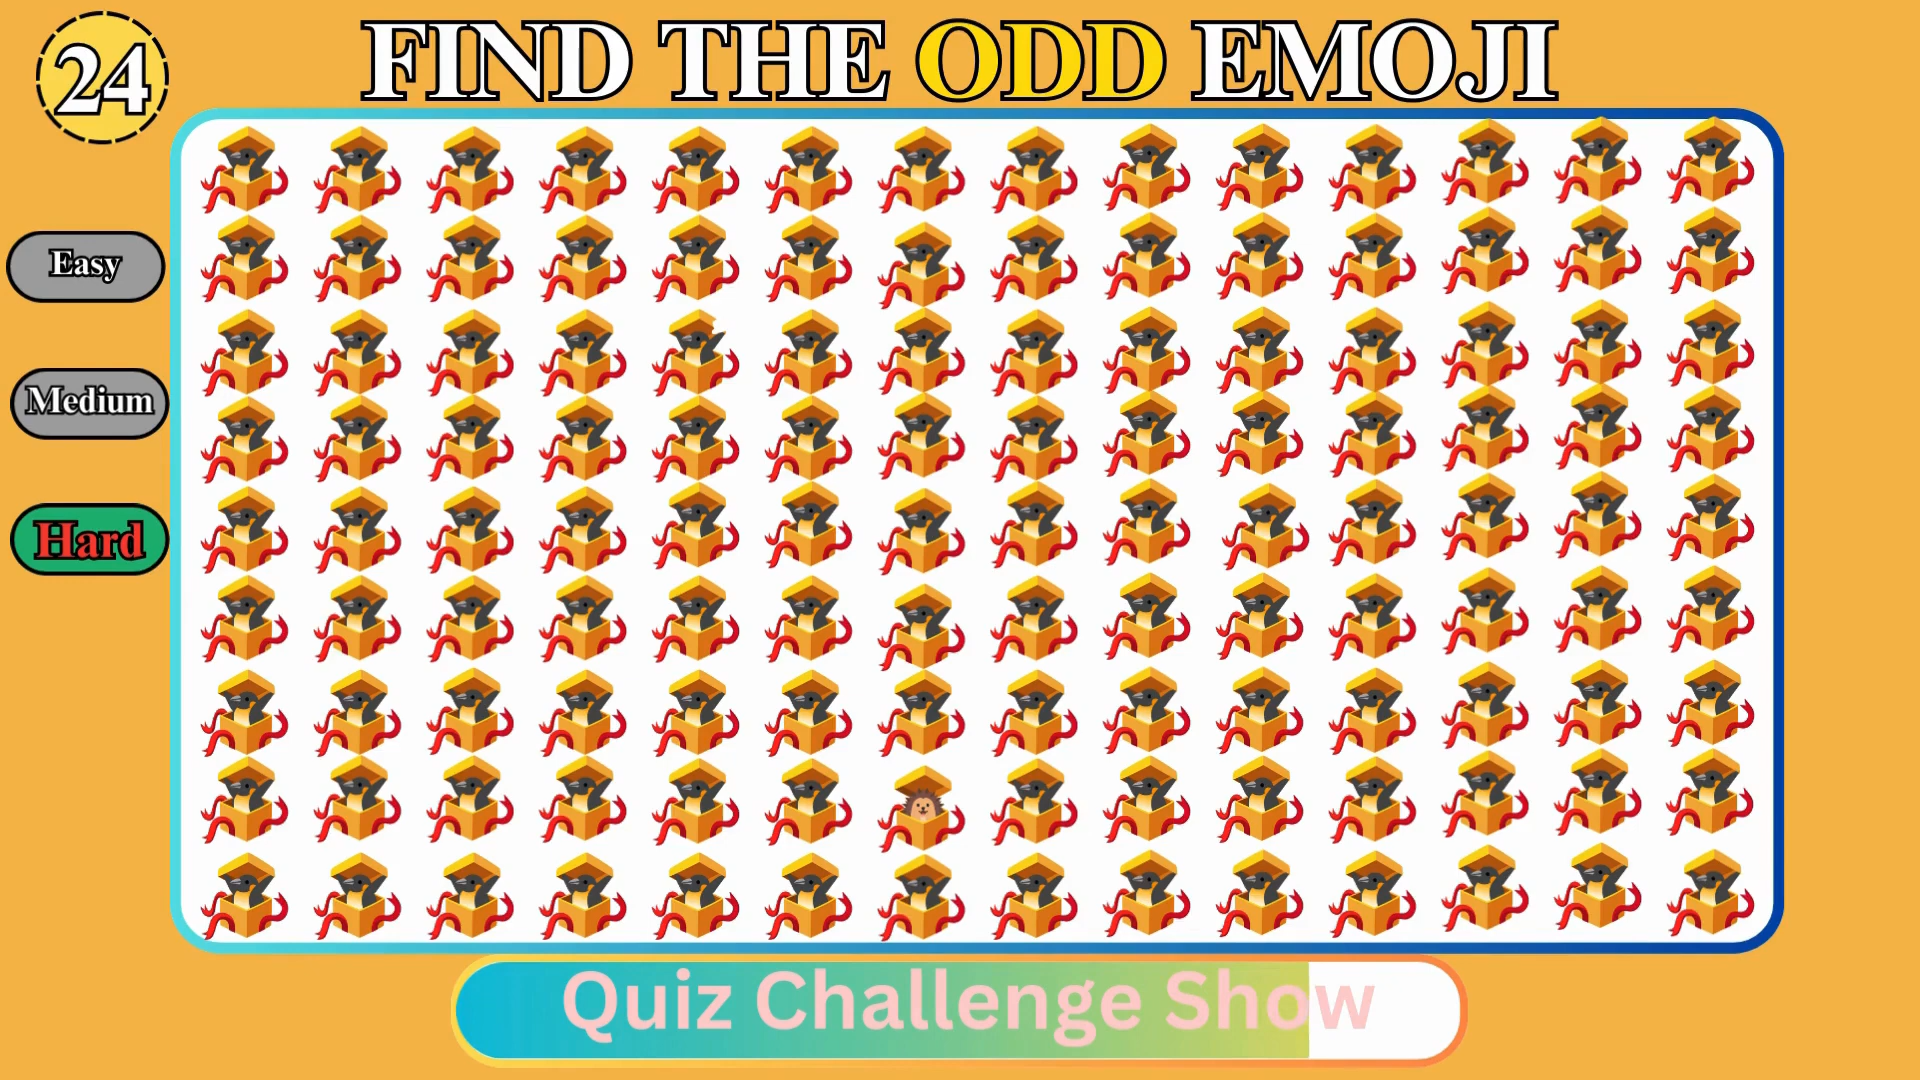 24
FIND THE ODD EMOJI
Easy
Medium
Hard
Quiz Challenge Show